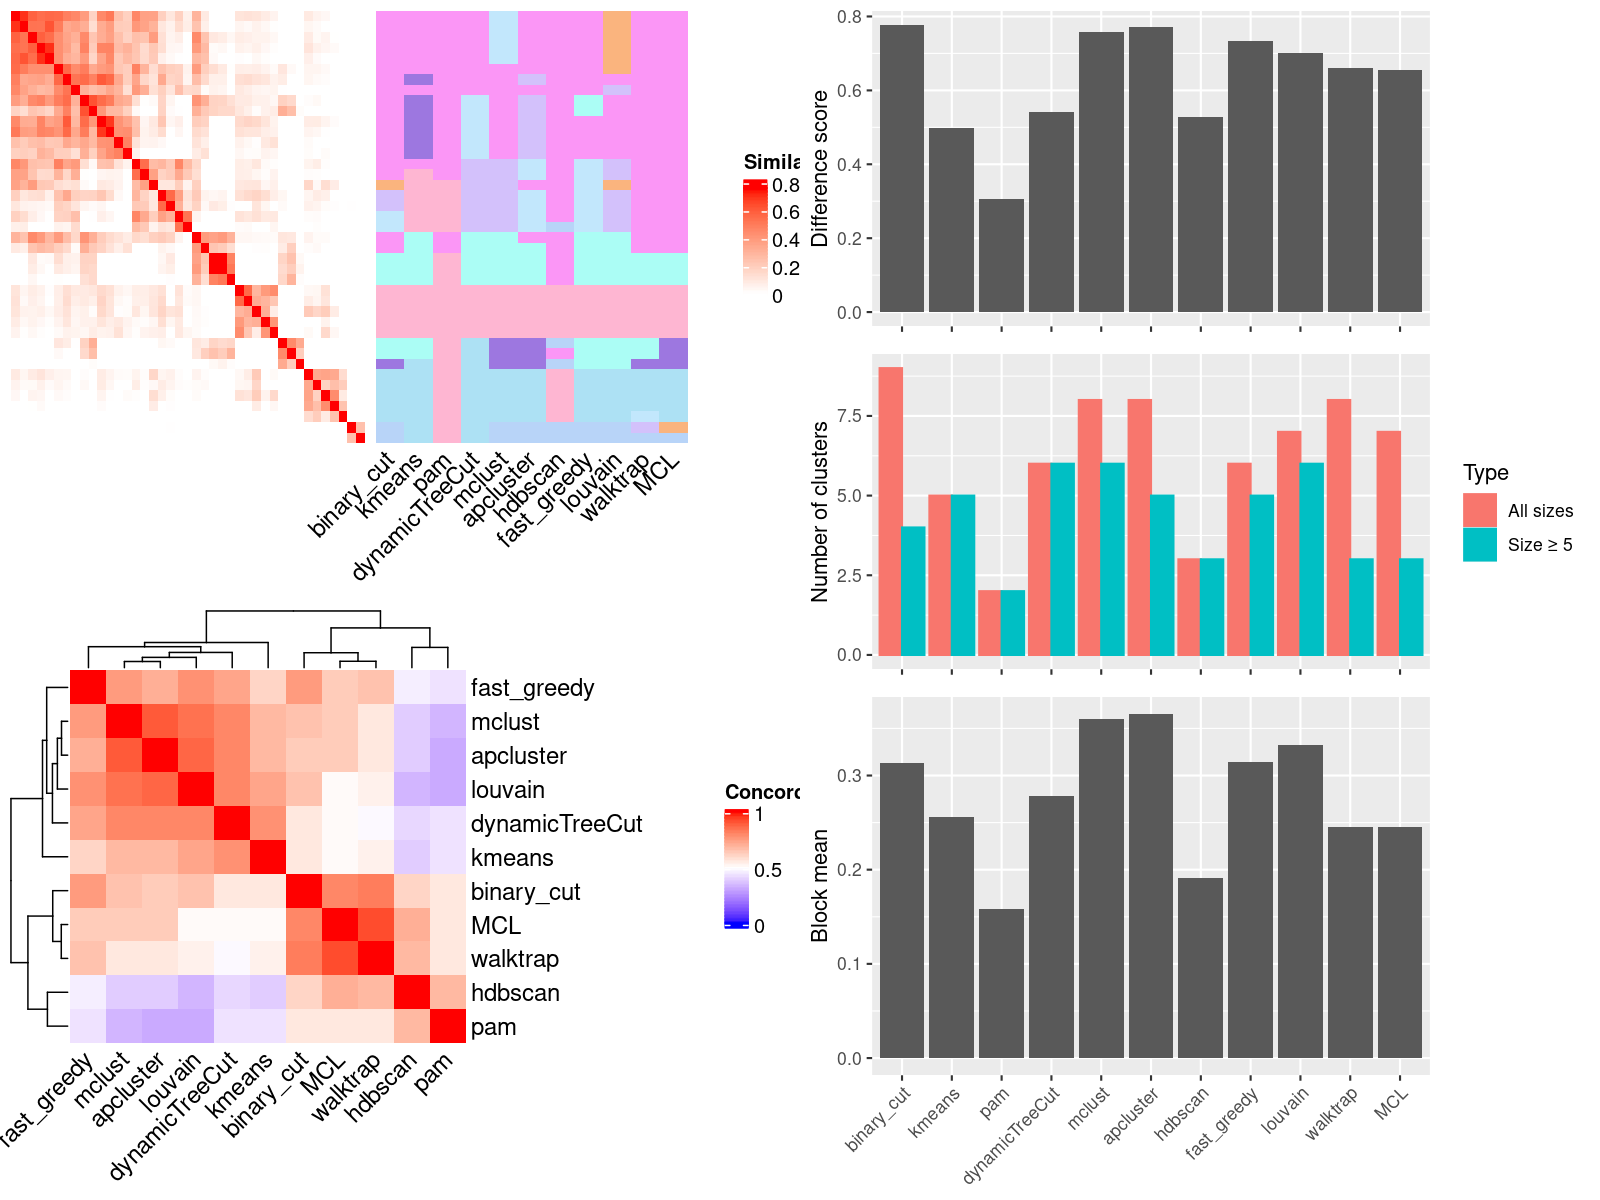 Simila
0.8
0.6
0.4
0.2
0
binary_cut
kmeans
pam
dynamicTreeCut
mclust
apcluster
hdbscan
fast_greedy
louvain
walktrap
MCL
fast_greedy
mclust
apcluster
louvain
dynamicTreeCut
kmeans
binary_cut
MCL
walktrap
hdbscan
pam
fast_greedy
mclust
apcluster
louvain
dynamicTreeCut
kmeans
binary_cut
MCL
walktrap
hdbscan
pam
Concord
1
0.5
0
Difference score
0.8
0.6
0.4
0.2
0.0
Number of clusters
7.5
5.0
2.5
0.0
Type
All sizes
Size ≥ 5
Block mean
0.3
0.2
0.1
0.0
binary_cut
kmeans
pam
dynamicTreeCut
mclust
apcluster
hdbscan
fast_greedy
louvain
walktrap
MCL